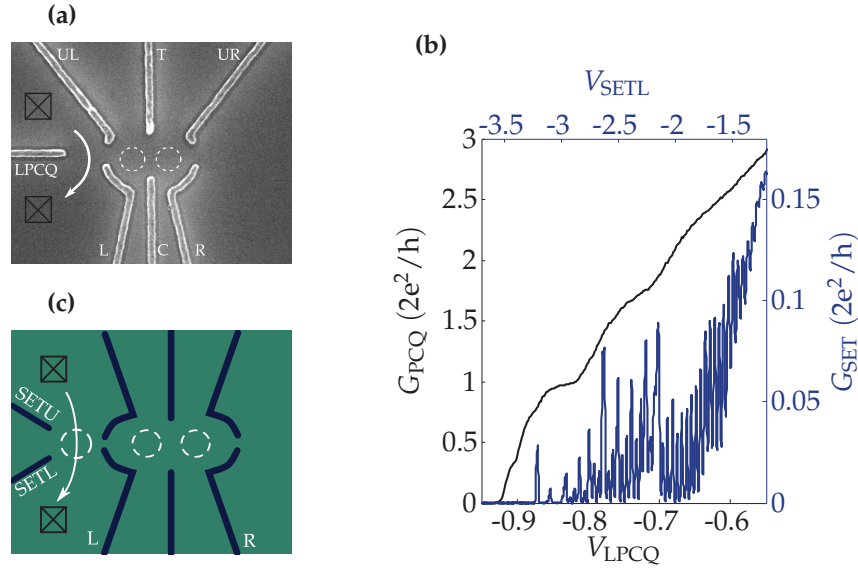 (a)
UL
T
UR
LPCQ
L
C
R
(b)
V_SETL
-3.5 -3 -2.5 -2 -1.5
3
2.5
2
1.5
1
0.5
0
G_PCQ (2e²/h)
0.15
0.1
0.05
0
G_SET (2e²/h)
-0.9 -0.8 -0.7 -0.6
V_LPCQ
(c)
SETU
SETL
L
R